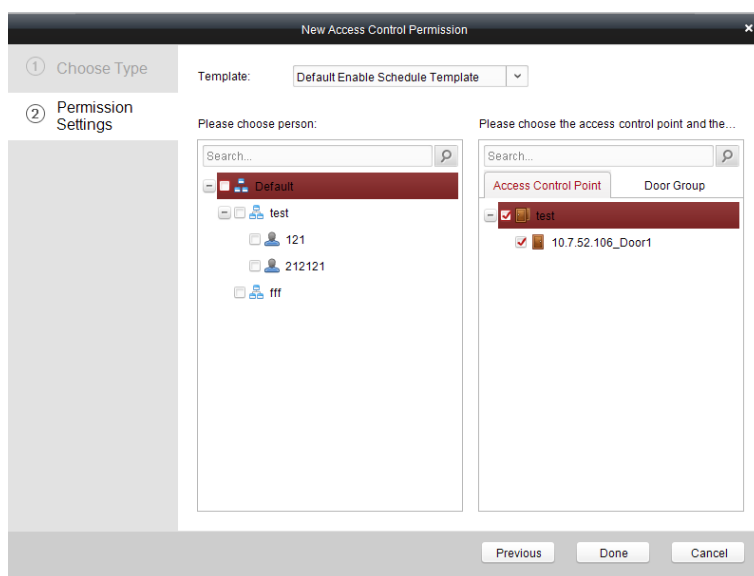 New Access Control Permission
×
1 Choose Type
2 Permission
Settings
Template: Default Enable Schedule Template
Please choose person:
Search...
Default
test
121
212121
fff
Please choose the access control point and the...
Search...
Access Control Point Door Group
test
10.7.52.106_Door1
Previous Done Cancel